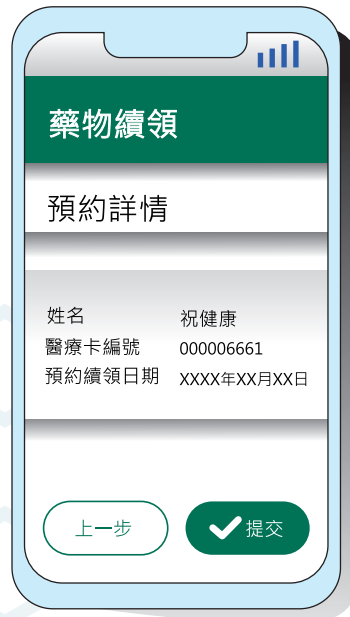 藥物續領
預約詳情
姓名 祝健康
醫療卡編號 000006661
預約續領日期 XXXX年XX月XX日
上一步 提交